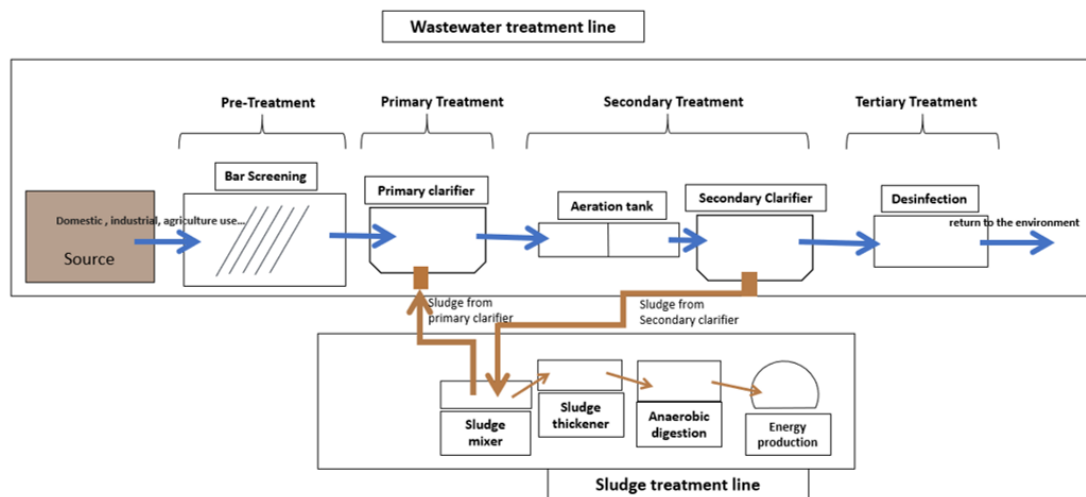 Wastewater treatment line
Pre-Treatment
Primary Treatment
Secondary Treatment
Tertiary Treatment
Bar Screening
Primary clarifier
Aeration tank
Secondary Clarifier
Desinfection
Domestic , industrial, agriculture use...
Source
return to the environment
Sludge from
primary clarifier
Sludge from
Secondary clarifier
Sludge
mixer
Sludge
thickener
Anaerobic
digestion
Energy
production
Sludge treatment line